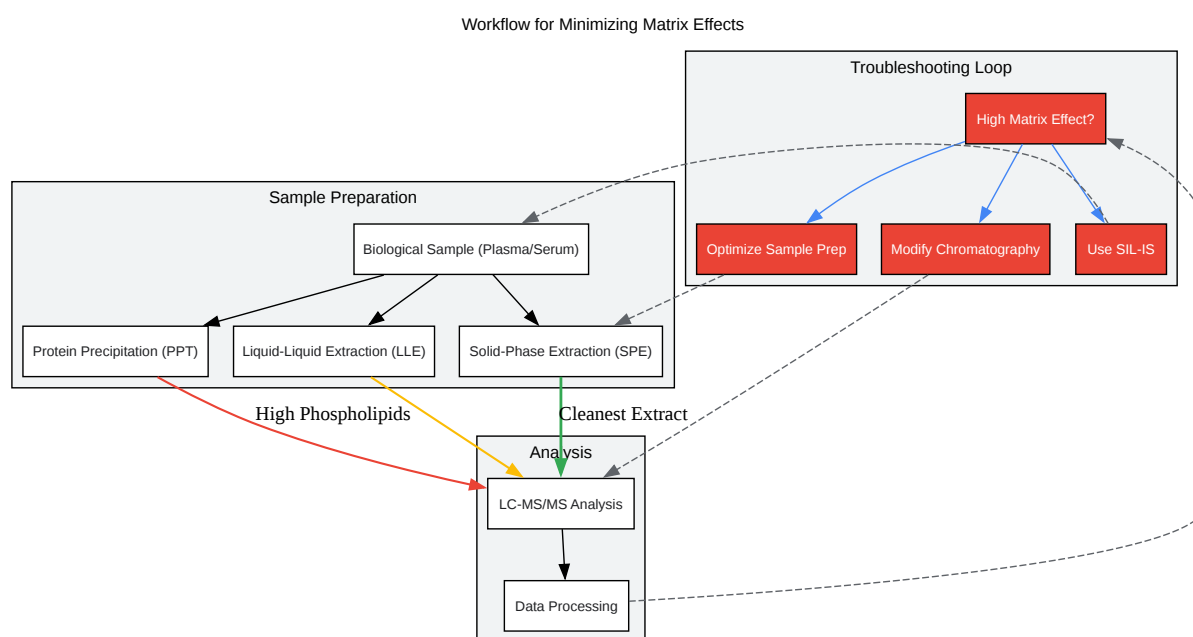 Workflow for Minimizing Matrix Effects
Troubleshooting Loop
High Matrix Effect?
Sample Preparation
Biological Sample (Plasma/Serum)
Optimize Sample Prep
Modify Chromatography
Use SIL-IS
Protein Precipitation (PPT)
Liquid-Liquid Extraction (LLE)
Solid-Phase Extraction (SPE)
High Phospholipids
Cleanest Extract
Analysis
LC-MS/MS Analysis
Data Processing